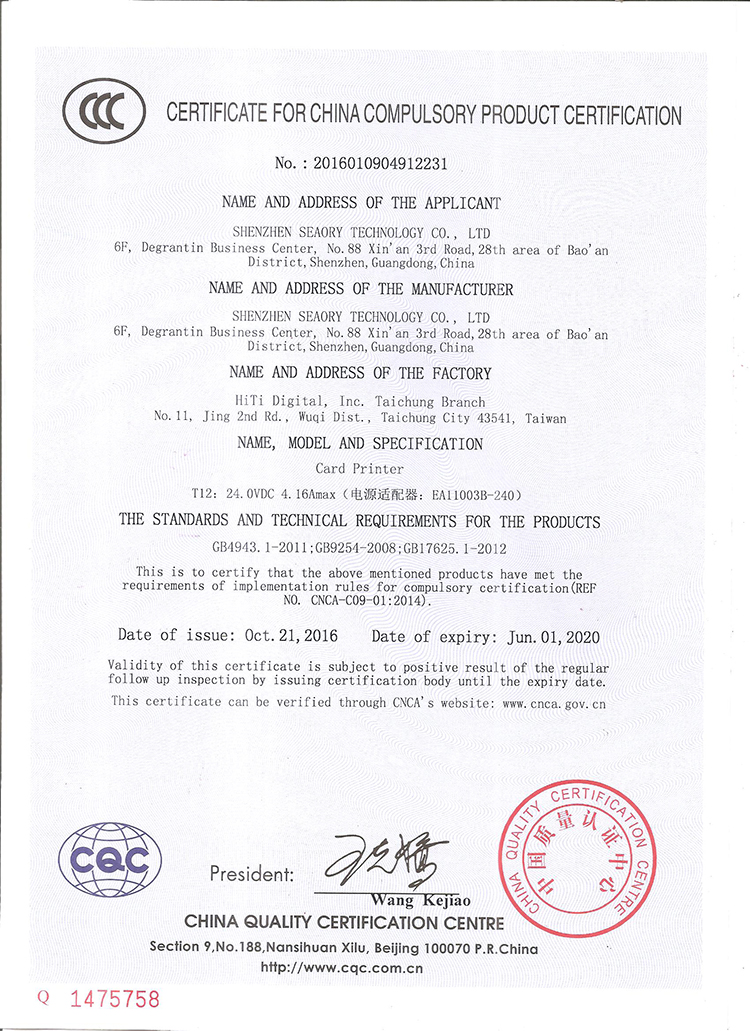 CCC
CERTIFICATE FOR CHINA COMPULSORY PRODUCT CERTIFICATION
No. : 2016010904912231
NAME AND ADDRESS OF THE APPLICANT
SHENZHEN SEAORY TECHNOLOGY CO., LTD
6F, Degrantin Business Center, No.88 Xin'an 3rd Road,28th area of Bao'an
District,Shenzhen,Guangdong,China
NAME AND ADDRESS OF THE MANUFACTURER
SHENZHEN SEAORY TECHNOLOGY CO., LTD
6F, Degrantin Business Center, No.88 Xin'an 3rd Road,28th area of Bao'an
District,Shenzhen,Guangdong,China
NAME AND ADDRESS OF THE FACTORY
HiTi Digital, Inc. Taichung Branch
No.11, Jing 2nd Rd., Wuqi Dist., Taichung City 43541, Taiwan
NAME, MODEL AND SPECIFICATION
Card Printer
T12: 24.0VDC 4.16Amax（电源适配器：EA11003B-240）
THE STANDARDS AND TECHNICAL REQUIREMENTS FOR THE PRODUCTS
GB4943.1-2011;GB9254-2008;GB17625.1-2012
This is to certify that the above mentioned products have met the
requirements of implementation rules for compulsory certification(REF
NO. CNCA-C09-01:2014).
Date of issue: Oct.21,2016 Date of expiry: Jun.01,2020
Validity of this certificate is subject to positive result of the regular
follow up inspection by issuing certification body until the expiry date.
This certificate can be verified through CNCA's website: www.cnca.gov.cn
CQC
President:
王克娇
Wang Kejiao
CHINA QUALITY CERTIFICATION CENTRE
中国质量认证中心
CHINA QUALITY CERTIFICATION CENTRE
Section 9,No.188,Nansihuan Xilu, Beijing 100070 P.R.China
http://www.cqc.com.cn
Q 1475758